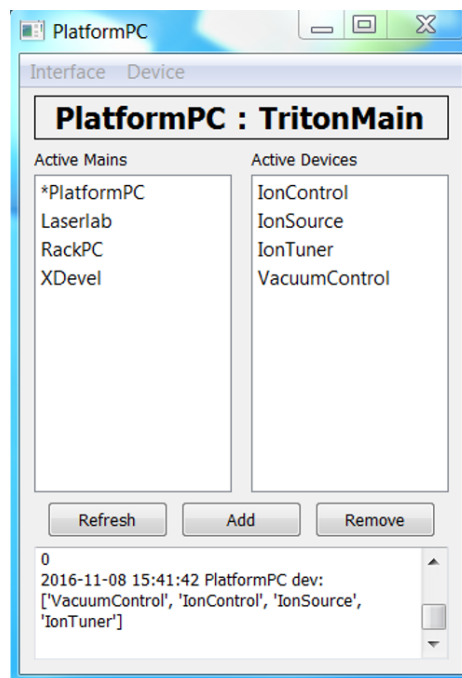 PlatformPC
Interface Device
PlatformPC : TritonMain
Active Mains
*PlatformPC
Laserlab
RackPC
XDevel
Active Devices
IonControl
IonSource
IonTuner
VacuumControl
Refresh Add Remove
0
2016-11-08 15:41:42 PlatformPC dev:
['VacuumControl', 'IonControl', 'IonSource',
'IonTuner']